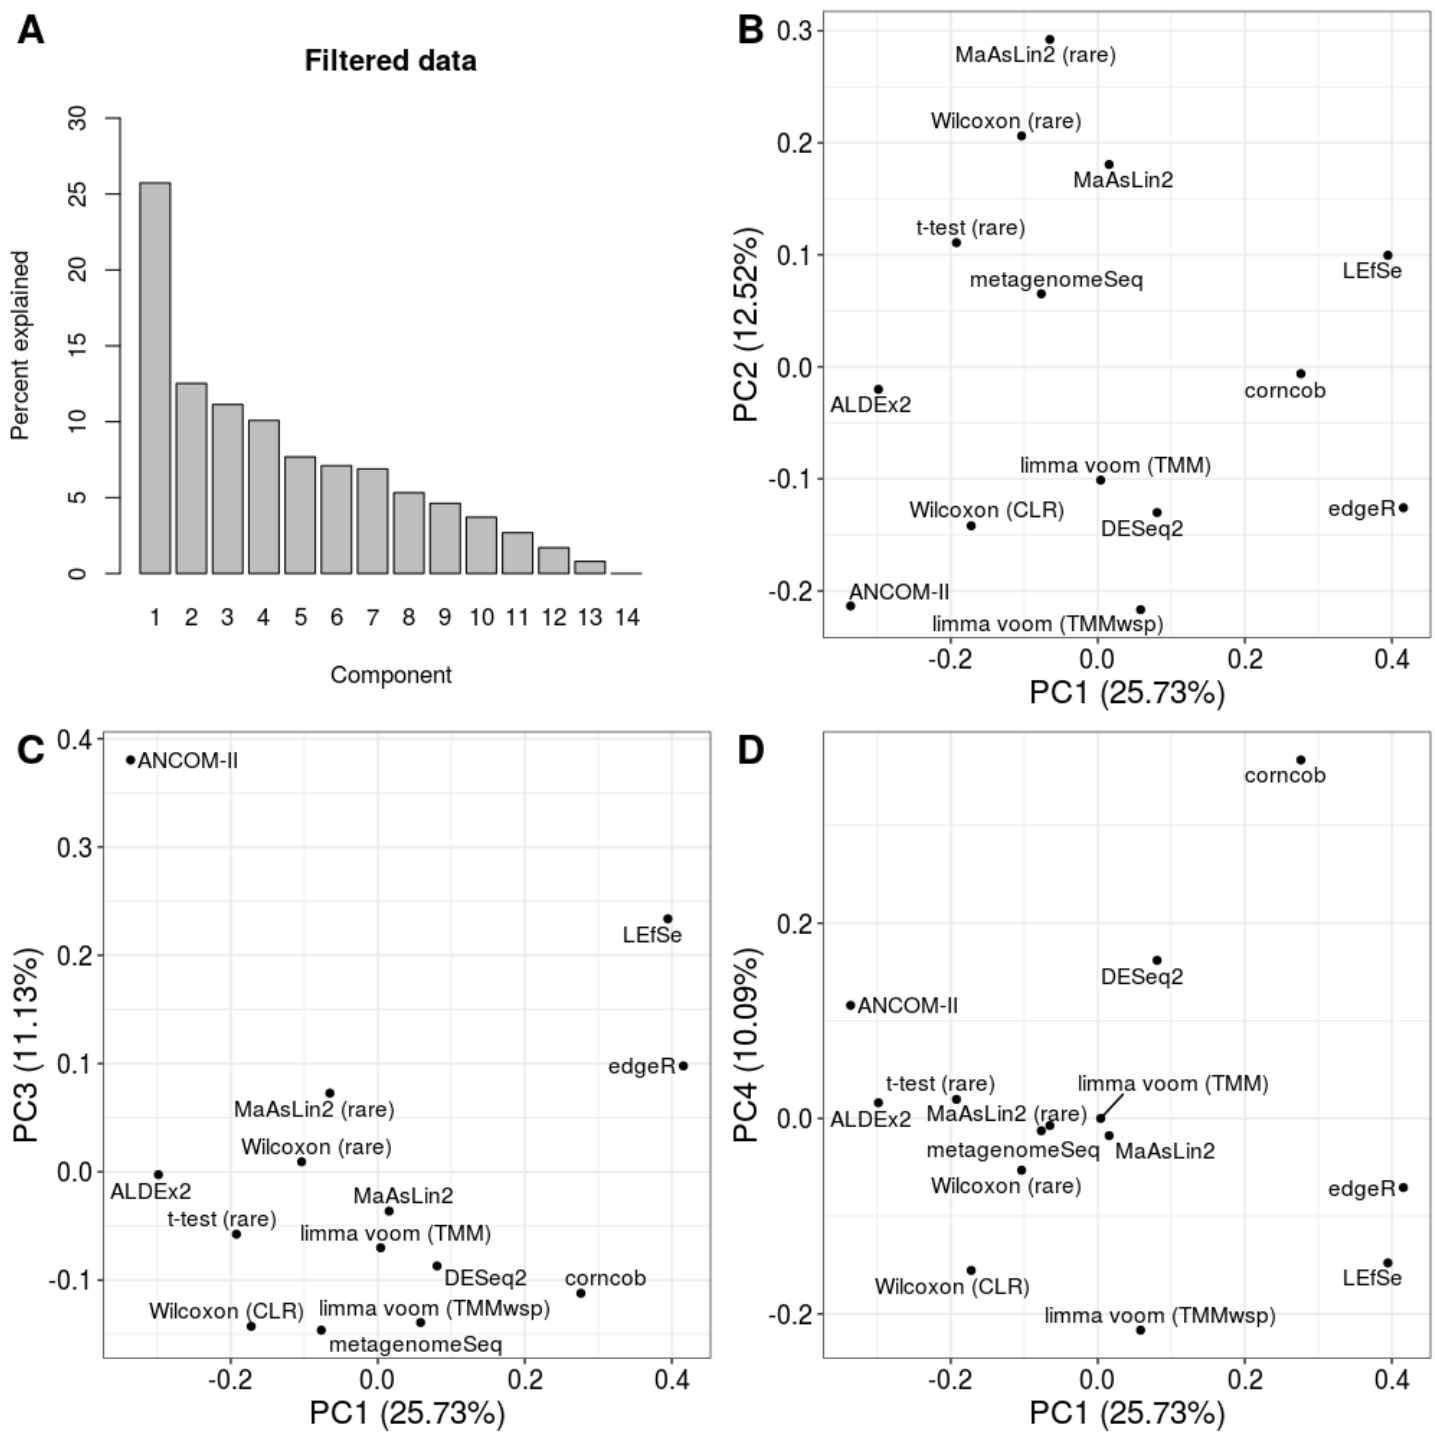 A
Filtered data
Percent explained
30
25
20
15
10
5
0
1 2 3 4 5 6 7 8 9 10 11 12 13 14
Component
B
PC2 (12.52%)
0.3
0.2
0.1
0.0
-0.1
-0.2
MaAsLin2 (rare)
Wilcoxon (rare)
MaAsLin2
t-test (rare)
LEfSe
metagenomeSeq
corncob
ALDEx2
limma voom (TMM)
Wilcoxon (CLR)
edgeR
DESeq2
ANCOM-II
limma voom (TMMwsp)
-0.2 0.0 0.2 0.4
PC1 (25.73%)
C
PC3 (11.13%)
0.4
0.3
0.2
0.1
0.0
-0.1
ANCOM-II
LEfSe
edgeR
MaAsLin2 (rare)
Wilcoxon (rare)
ALDEx2
MaAsLin2
t-test (rare)
limma voom (TMM)
DESeq2
corncob
Wilcoxon (CLR)
limma voom (TMMwsp)
metagenomeSeq
-0.2 0.0 0.2 0.4
PC1 (25.73%)
D
PC4 (10.09%)
0.2
0.0
-0.2
corncob
DESeq2
ANCOM-II
t-test (rare)
limma voom (TMM)
ALDEx2
MaAsLin2 (rare)
metagenomeSeq
MaAsLin2
Wilcoxon (rare)
edgeR
LEfSe
Wilcoxon (CLR)
limma voom (TMMwsp)
-0.2 0.0 0.2 0.4
PC1 (25.73%)